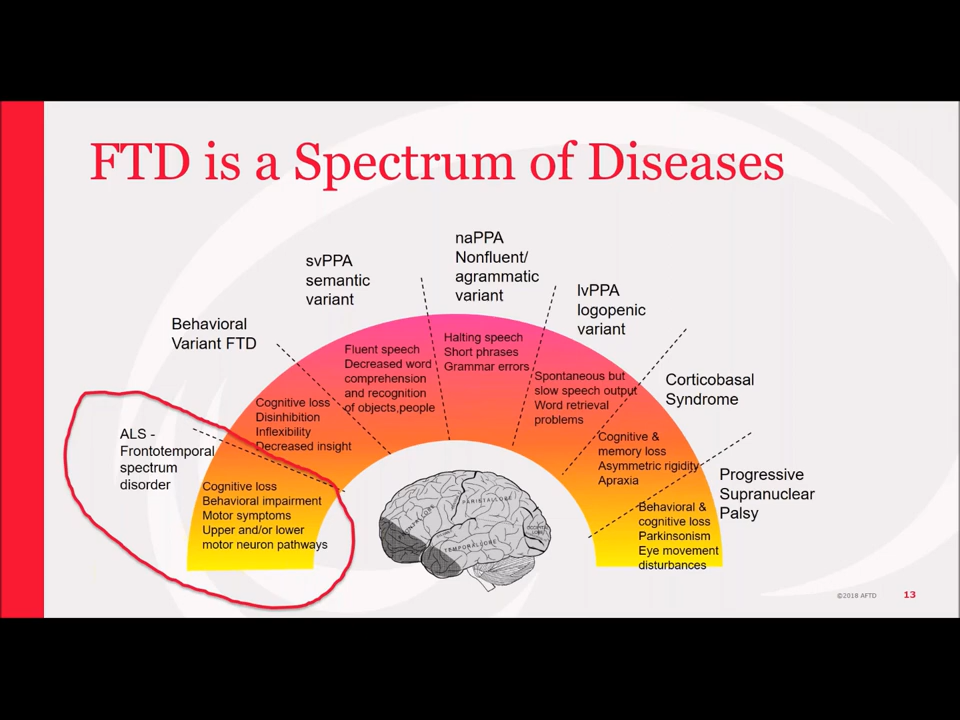 FTD is a Spectrum of Diseases
ALS -
Frontotemporal
spectrum
disorder
Cognitive loss
Behavioral impairment
Motor symptoms
Upper and/or lower
motor neuron pathways
Behavioral
Variant FTD
Cognitive loss
Disinhibition
Inflexibility
Decreased insight
svPPA
semantic
variant
Fluent speech
Decreased word
comprehension
and recognition
of objects,people
naPPA
Nonfluent/
agrammatic
variant
Halting speech
Short phrases
Grammar errors
lvPPA
logopenic
variant
Spontaneous but
slow speech output
Word retrieval
problems
Corticobasal
Syndrome
Cognitive &
memory loss
Asymmetric rigidity
Apraxia
Progressive
Supranuclear
Palsy
Behavioral &
cognitive loss
Parkinsonism
Eye movement
disturbances
©2018 AFTD
13